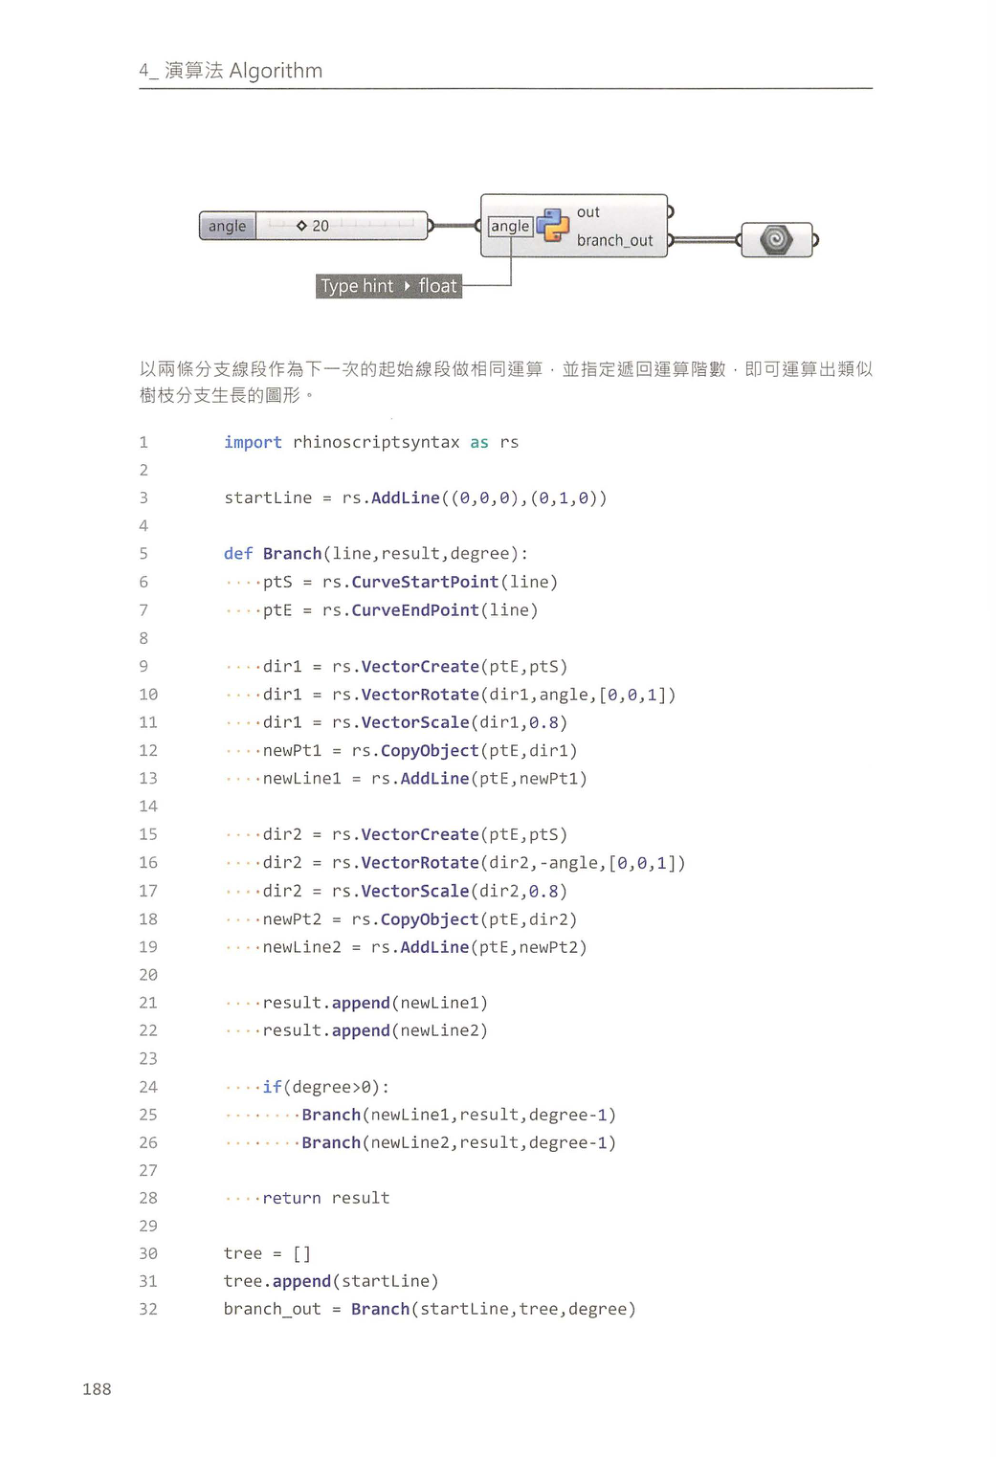 4_ 演算法 Algorithm
angle 20 angle out
branch_out
Type hint ▸ float
以兩條分支線段作為下一次的起始線段做相同運算，並指定遞回運算階數，即可運算出類似
樹枝分支生長的圖形。
1 import rhinoscriptsyntax as rs
2
3 startLine = rs.AddLine((0,0,0),(0,1,0))
4
5 def Branch(line,result,degree):
6 ····ptS = rs.CurveStartPoint(line)
7 ····ptE = rs.CurveEndPoint(line)
8
9 ····dir1 = rs.VectorCreate(ptE,ptS)
10 ····dir1 = rs.VectorRotate(dir1,angle,[0,0,1])
11 ····dir1 = rs.VectorScale(dir1,0.8)
12 ····newPt1 = rs.CopyObject(ptE,dir1)
13 ····newLine1 = rs.AddLine(ptE,newPt1)
14
15 ····dir2 = rs.VectorCreate(ptE,ptS)
16 ····dir2 = rs.VectorRotate(dir2,-angle,[0,0,1])
17 ····dir2 = rs.VectorScale(dir2,0.8)
18 ····newPt2 = rs.CopyObject(ptE,dir2)
19 ····newLine2 = rs.AddLine(ptE,newPt2)
20
21 ····result.append(newLine1)
22 ····result.append(newLine2)
23
24 ····if(degree>0):
25 ········Branch(newLine1,result,degree-1)
26 ········Branch(newLine2,result,degree-1)
27
28 ····return result
29
30 tree = []
31 tree.append(startLine)
32 branch_out = Branch(startLine,tree,degree)
188